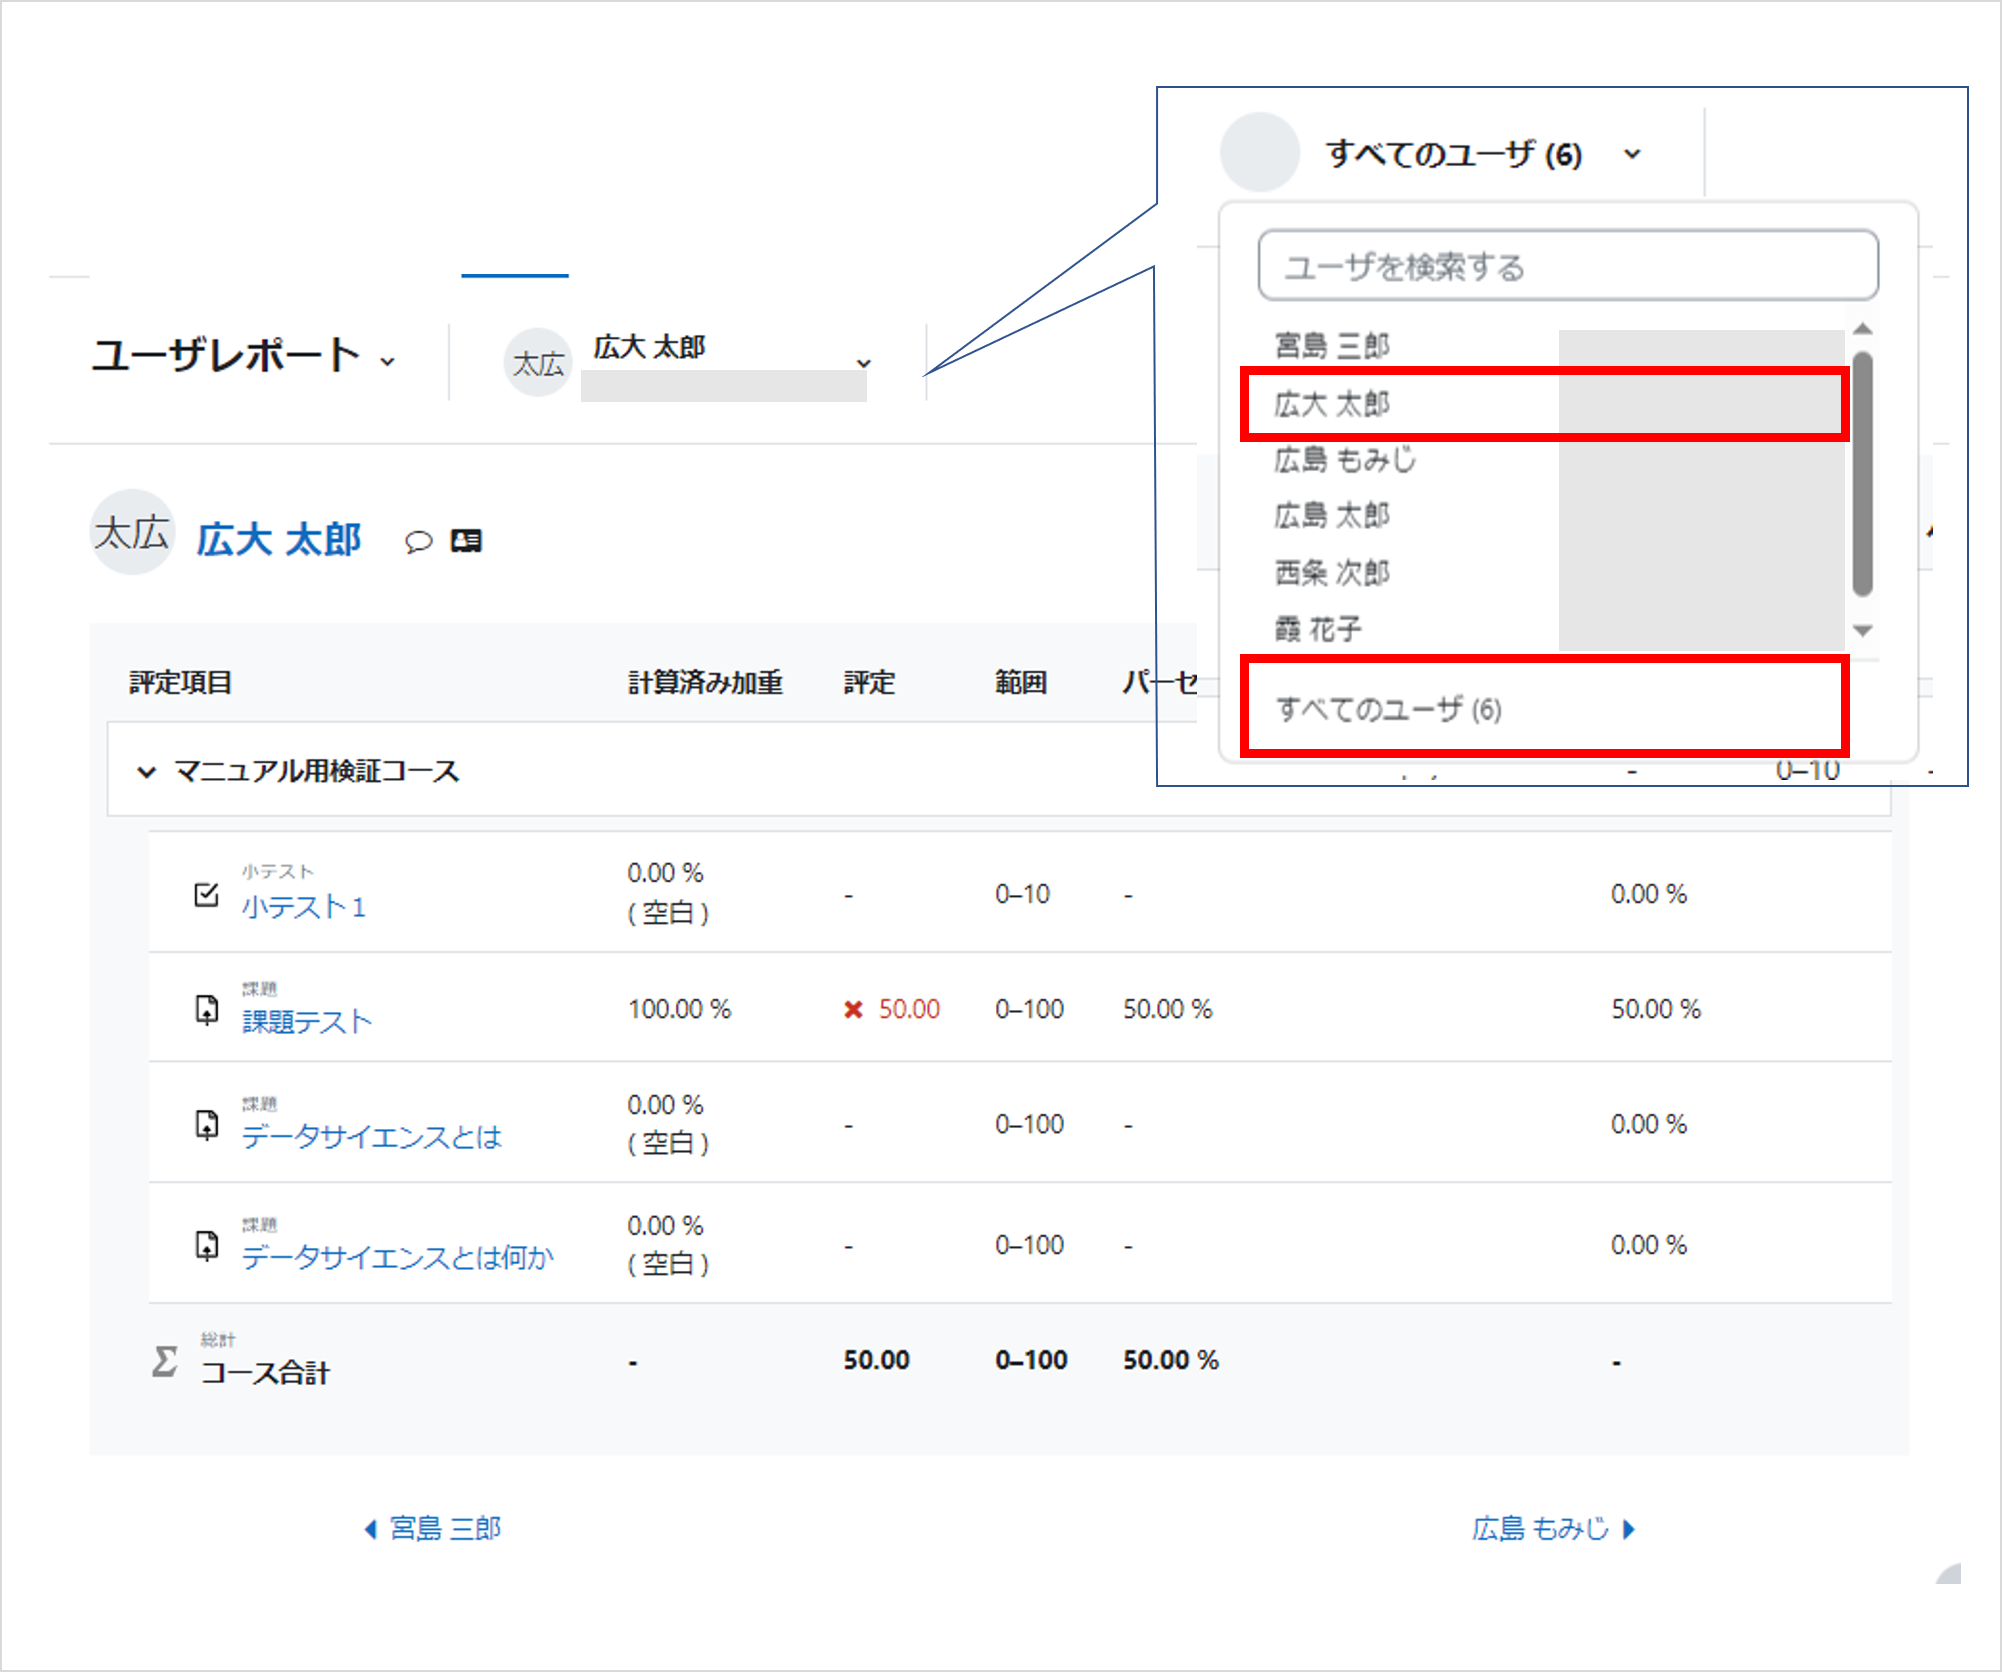 すべてのユーザ (6)
ユーザを検索する
宮島 三郎
広大 太郎
広島 もみじ
広島 太郎
西条 次郎
霞 花子
すべてのユーザ (6)
- 0–10 -
ユーザレポート
太広 広大 太郎
太広 広大 太郎
評定項目 計算済み加重 評定 範囲 パーセ
マニュアル用検証コース
小テスト
小テスト 1
0.00 %
( 空白 )
- 0–10 - 0.00 %
課題
課題テスト
100.00 % 50.00 0–100 50.00 % 50.00 %
課題
データサイエンスとは
0.00 %
( 空白 )
- 0–100 - 0.00 %
課題
データサイエンスとは何か
0.00 %
( 空白 )
- 0–100 - 0.00 %
Σ 総計
コース合計
- 50.00 0–100 50.00 % -
宮島 三郎
広島 もみじ